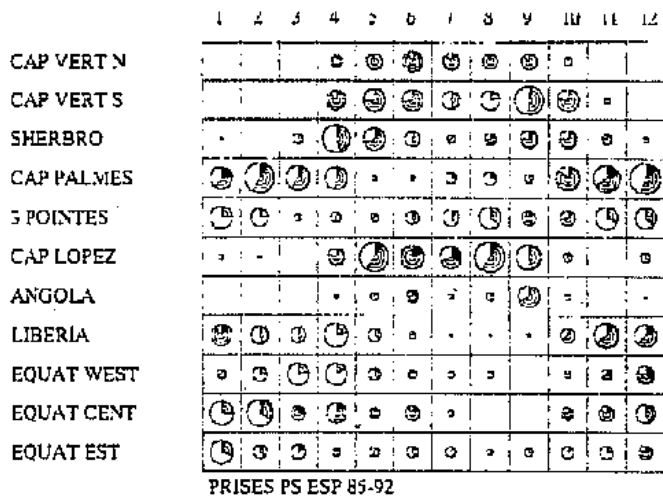 1 2 3 4 5 6 7 8 9 10 11 12
CAP VERT N
CAP VERT S
SHERBRO
CAP PALMES
3 POINTES
CAP LOPEZ
ANGOLA
LIBERIA
EQUAT WEST
EQUAT CENT
EQUAT EST
PRISES PS ESP 85-92